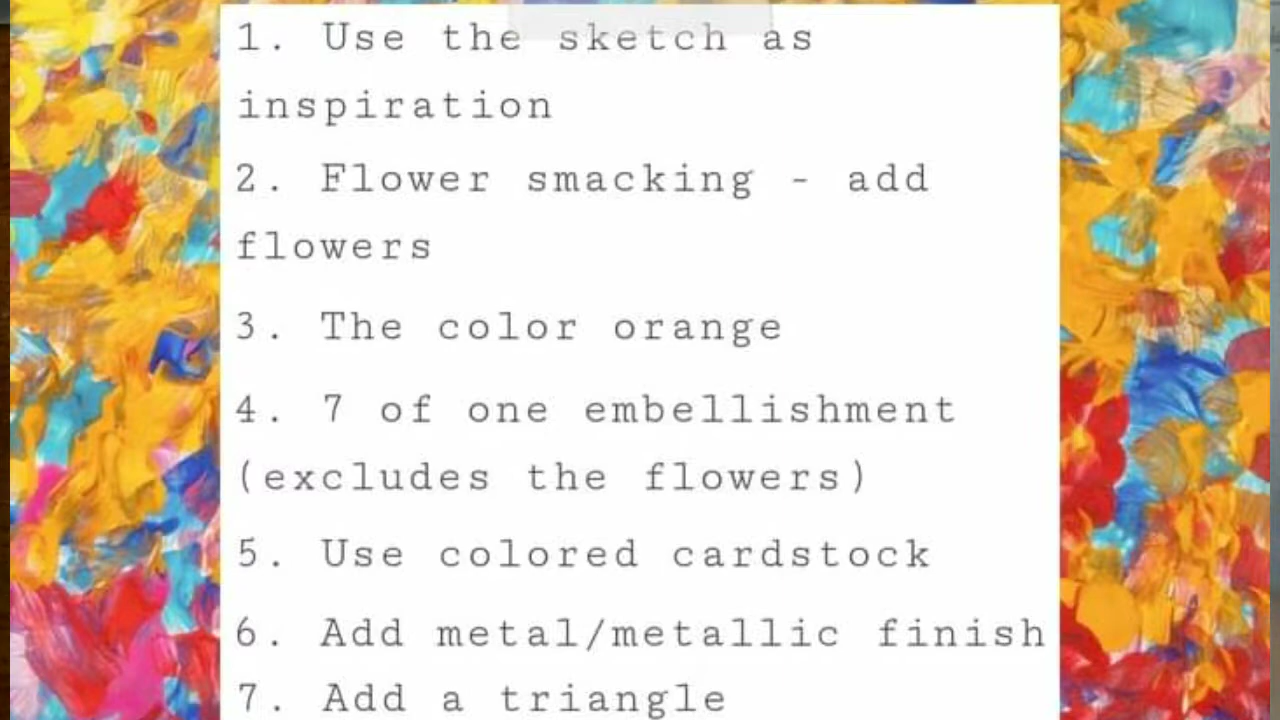 1. Use the sketch as
inspiration
2. Flower smacking - add
flowers
3. The color orange
4. 7 of one embellishment
(excludes the flowers)
5. Use colored cardstock
6. Add metal/metallic finish
7. Add a triangle